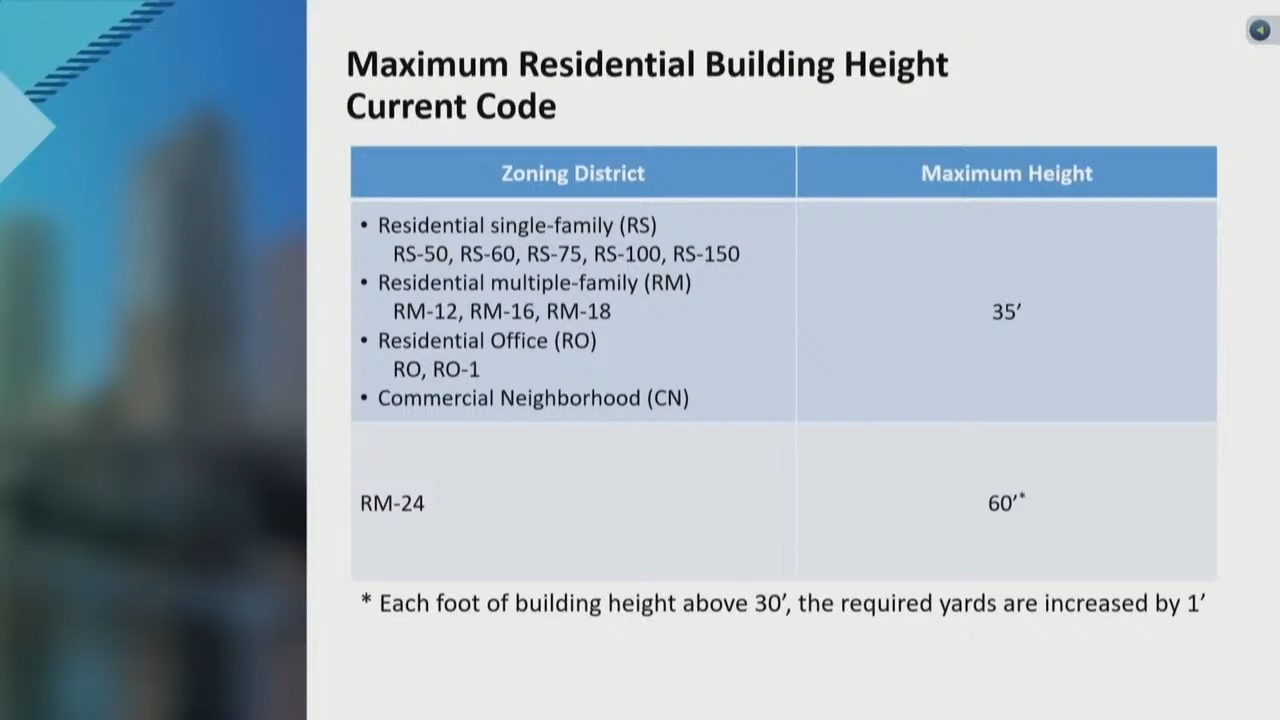 Maximum Residential Building Height
Current Code
Zoning District
Maximum Height
• Residential single-family (RS)
RS-50, RS-60, RS-75, RS-100, RS-150
• Residential multiple-family (RM)
RM-12, RM-16, RM-18
• Residential Office (RO)
RO, RO-1
• Commercial Neighborhood (CN)
35′
RM-24
60′*
* Each foot of building height above 30′, the required yards are increased by 1′